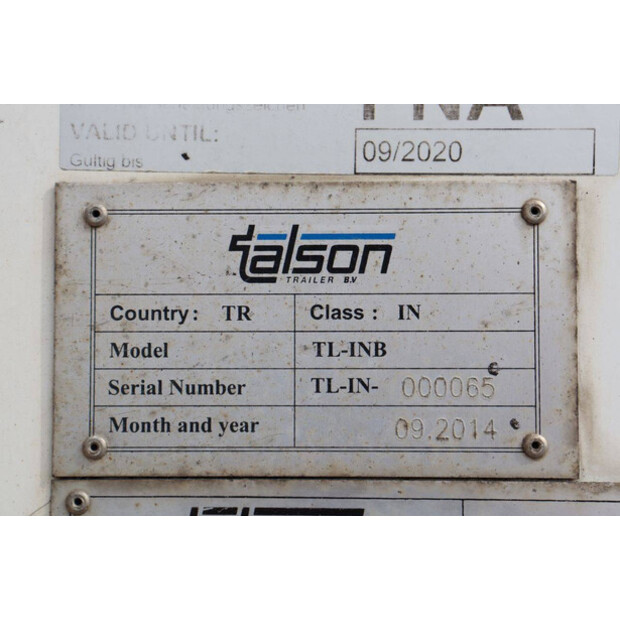 PNA
VALID UNTIL:
Gültig bis
09/2020
talson
TRAILER B.V
Country: TR Class: IN
Model TL-INB
Serial Number TL-IN- 000065
Month and year 09.2014